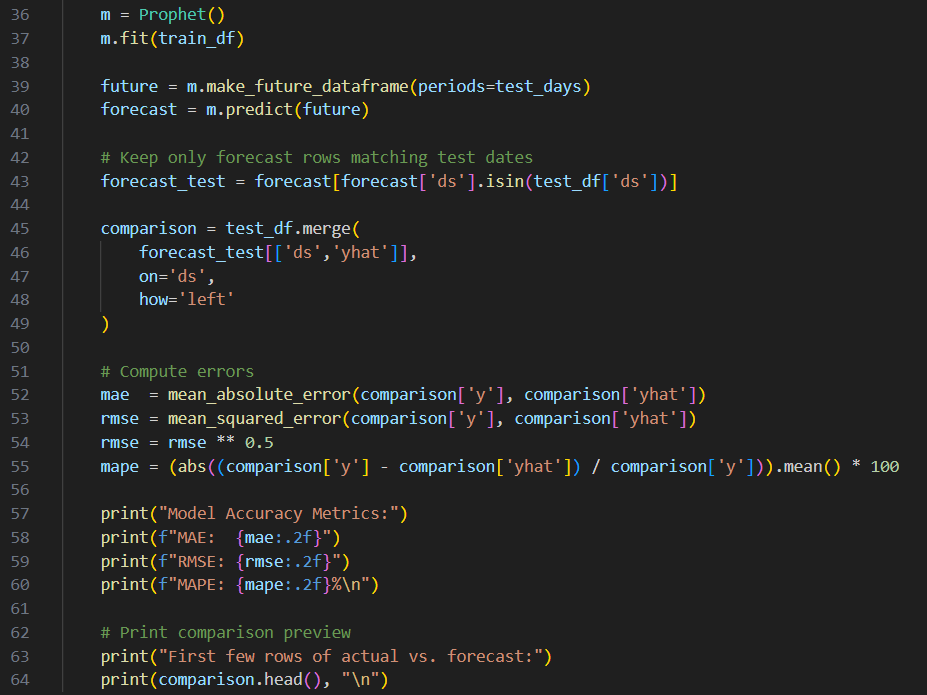 36 m = Prophet()
37 m.fit(train_df)
38
39 future = m.make_future_dataframe(periods=test_days)
40 forecast = m.predict(future)
41
42 # Keep only forecast rows matching test dates
43 forecast_test = forecast[forecast['ds'].isin(test_df['ds'])]
44
45 comparison = test_df.merge(
46     forecast_test[['ds','yhat']],
47     on='ds',
48     how='left'
49 )
50
51 # Compute errors
52 mae  = mean_absolute_error(comparison['y'], comparison['yhat'])
53 rmse = mean_squared_error(comparison['y'], comparison['yhat'])
54 rmse = rmse ** 0.5
55 mape = (abs((comparison['y'] - comparison['yhat']) / comparison['y'])).mean() * 100
56
57 print("Model Accuracy Metrics:")
58 print(f"MAE:  {mae:.2f}")
59 print(f"RMSE: {rmse:.2f}")
60 print(f"MAPE: {mape:.2f}%\n")
61
62 # Print comparison preview
63 print("First few rows of actual vs. forecast:")
64 print(comparison.head(), "\n")